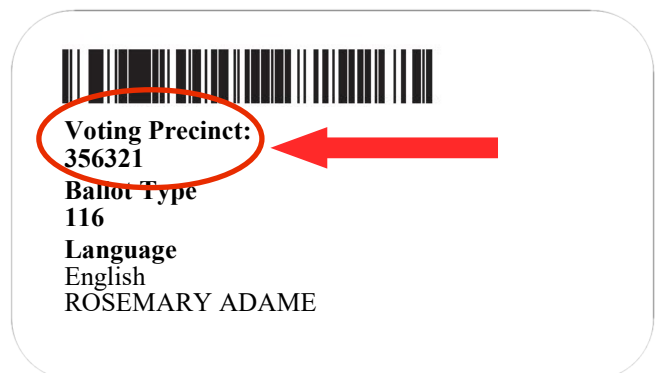 Voting Precinct:
356321
Ballot Type
116
Language
English
ROSEMARY ADAME